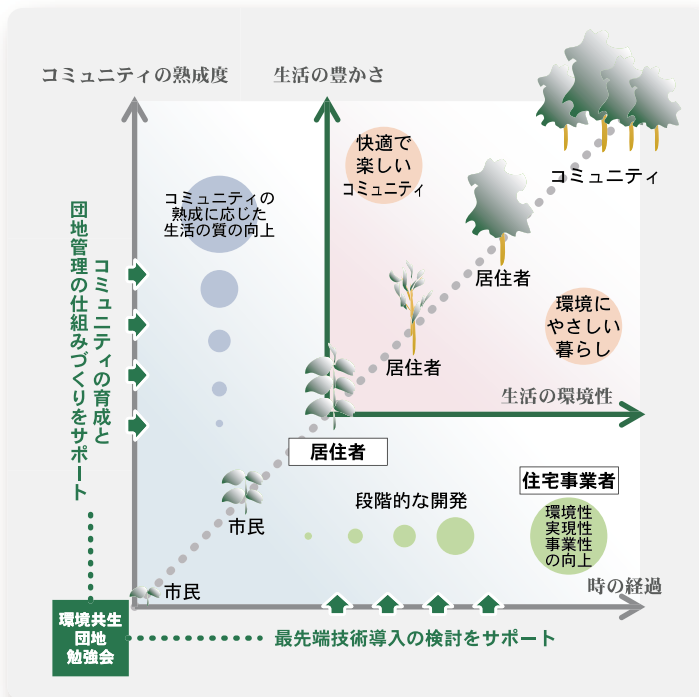 コミュニティの熟成度
生活の豊かさ
快適で
楽しい
コミュニティ
コミュニティ
コミュニティの
熟成に応じた
生活の質の向上
団地管理の仕組みづくりをサポート
コミュニティの育成と
居住者
環境に
やさしい
暮らし
居住者
生活の環境性
居住者
住宅事業者
段階的な開発
環境性
実現性
事業性
の向上
市民
市民
時の経過
環境共生
団地
勉強会
最先端技術導入の検討をサポート